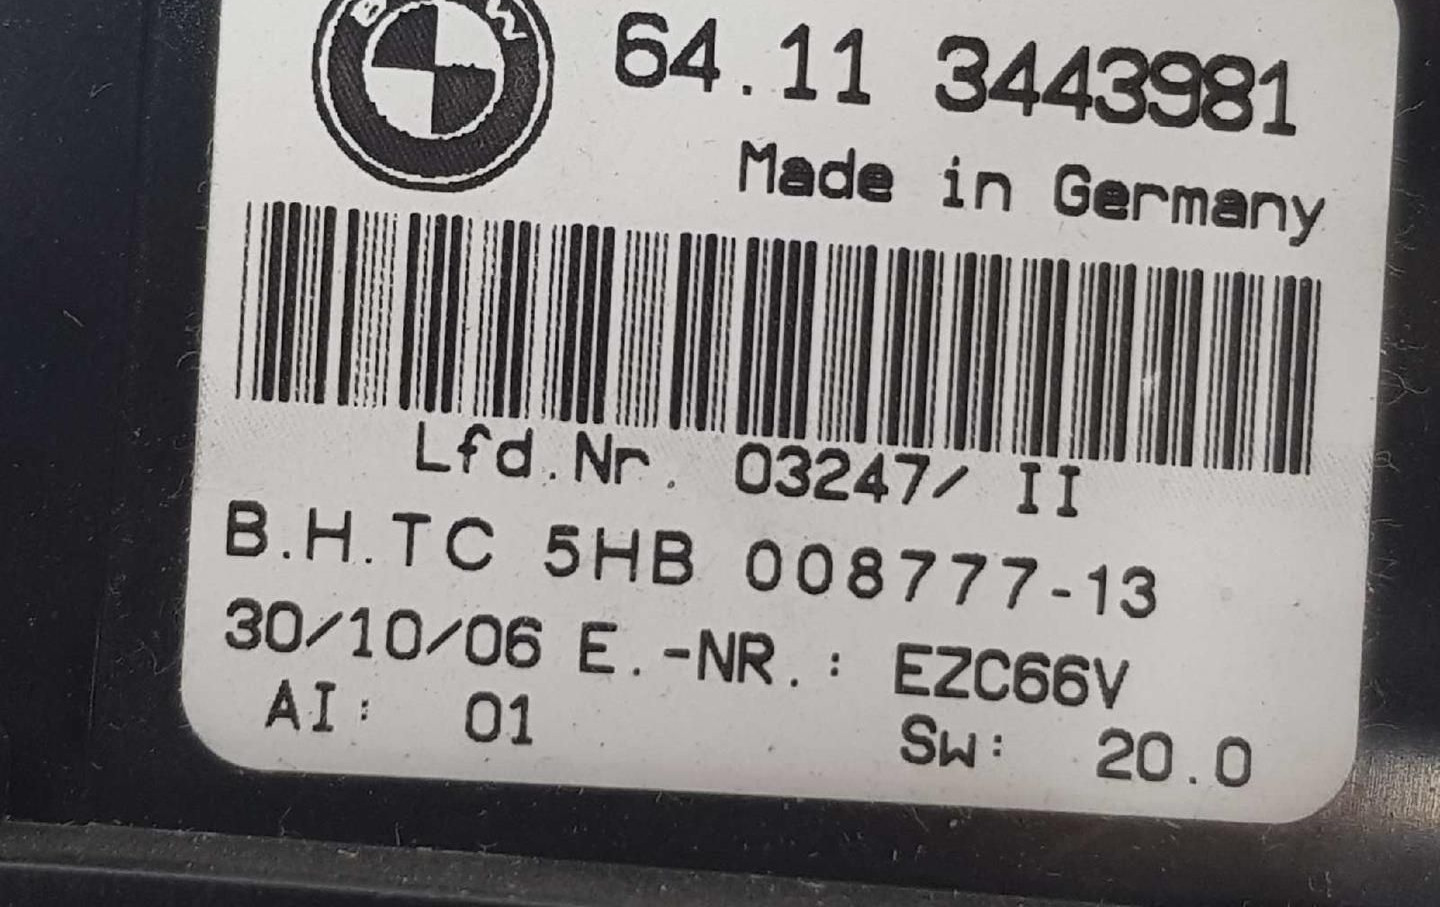 BMW
64.11 3443981
Made in Germany
Lfd.Nr. 03247/ II
B.H.TC 5HB 008777-13
30/10/06 E.-NR.: EZC66V
AI: 01 Sw: 20.0